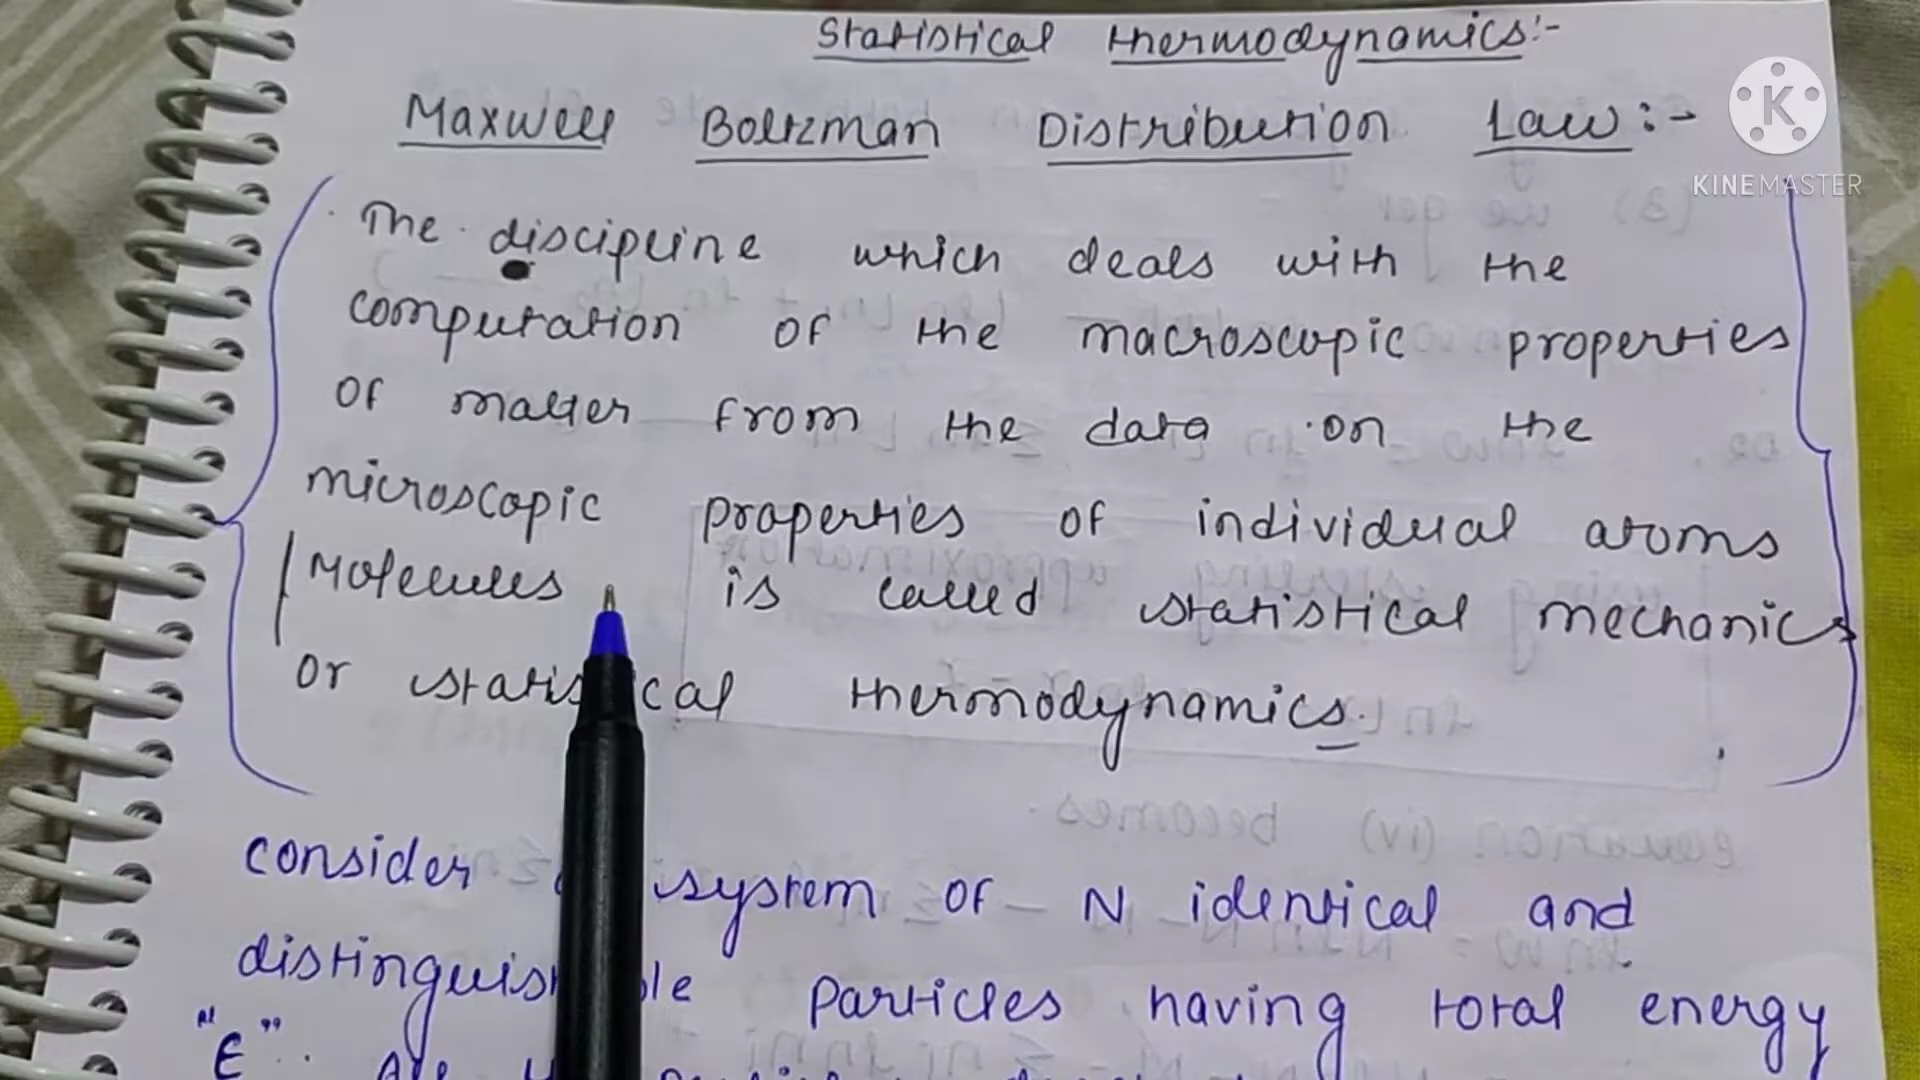 Statistical thermodynamics:-
Maxwell Boltzman Distribution Law:-
KINEMASTER
The discipline which deals with the
computation of the macroscopic properties
of matter from the data on the
microscopic properties of individual atoms
/Molecules is called statistical mechanics
or statistical thermodynamics.
consider system of N identical and
particles having total energy
"E".